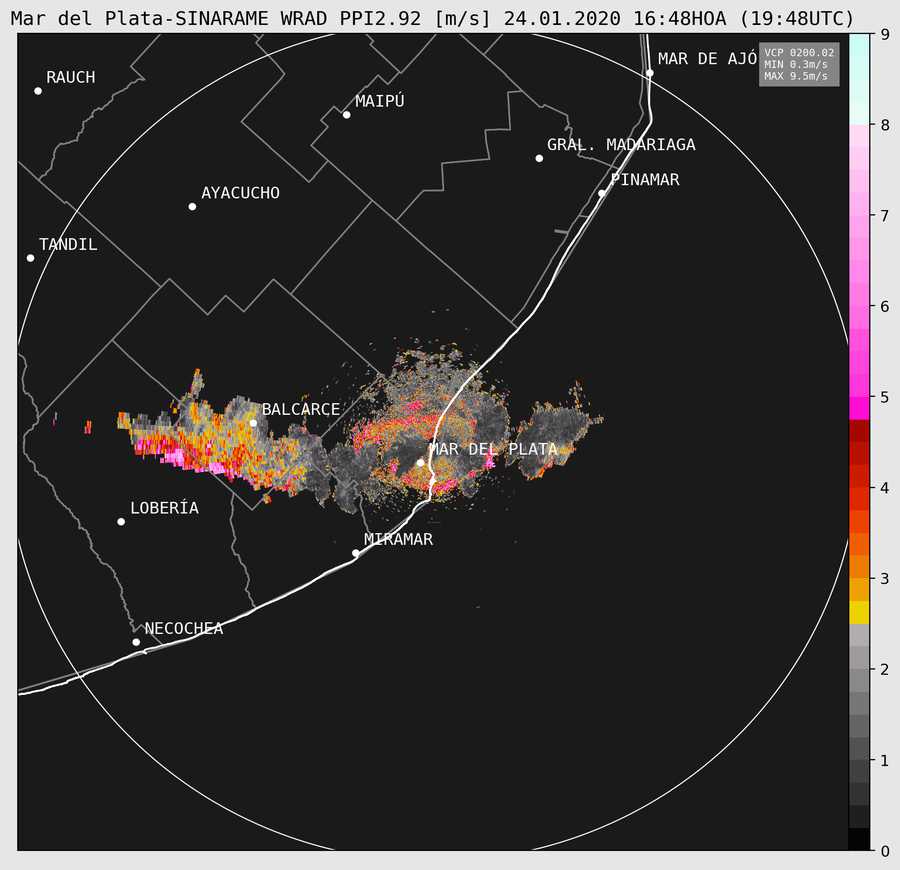 Mar del Plata-SINARAME WRAD PPI2.92 [m/s] 24.01.2020 16:48HOA (19:48UTC)
VCP 0200.02
MIN 0.3m/s
MAX 9.5m/s
MAR DE AJÓ
RAUCH
MAIPÚ
GRAL. MADARIAGA
PINAMAR
AYACUCHO
TANDIL
BALCARCE
MAR DEL PLATA
LOBERÍA
MIRAMAR
NECOCHEA
9
8
7
6
5
4
3
2
1
0